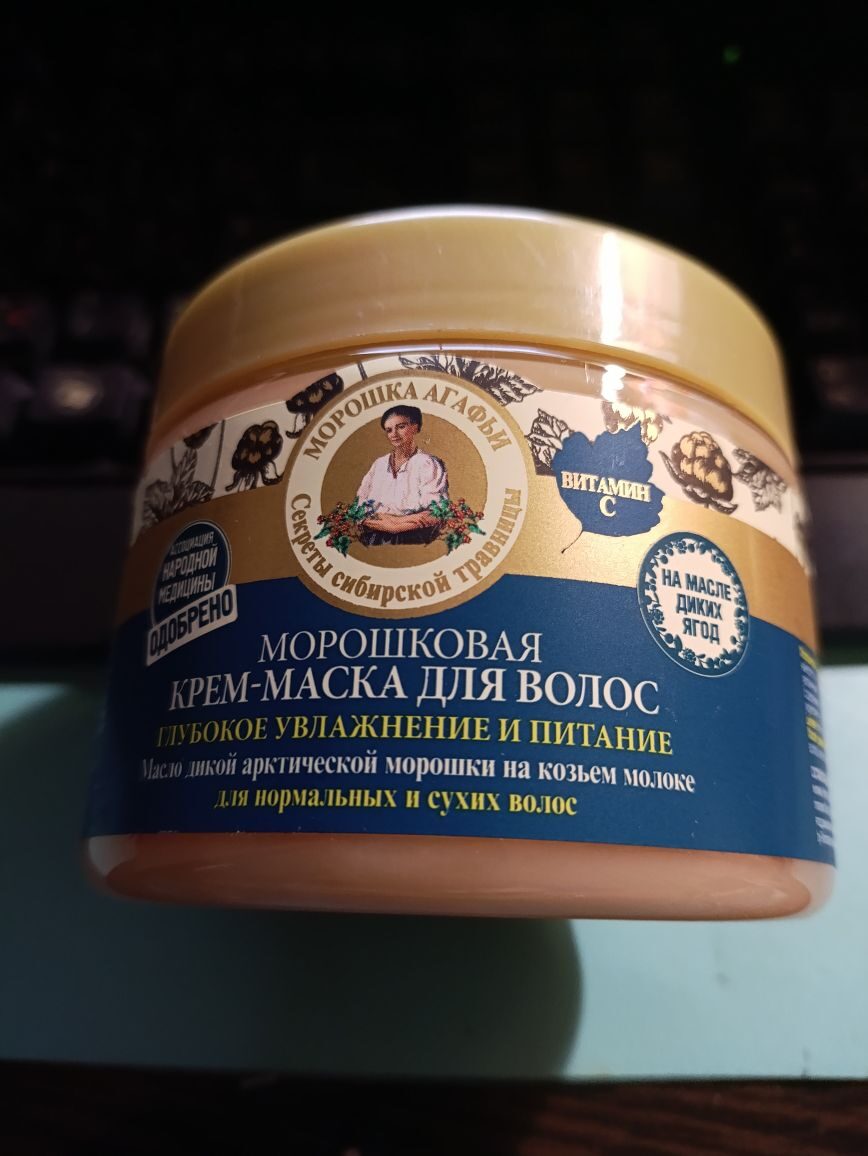 МОРОШКА АГАФЬИ
Секреты сибирской травницы
ВИТАМИН
С
АССОЦИАЦИЯ
НАРОДНОЙ
МЕДИЦИНЫ
ОДОБРЕНО
НА МАСЛЕ
ДИКИХ
ЯГОД
МОРОШКОВАЯ
КРЕМ-МАСКА ДЛЯ ВОЛОС
ГЛУБОКОЕ УВЛАЖНЕНИЕ И ПИТАНИЕ
Масло дикой арктической морошки на козьем молоке
для нормальных и сухих волос